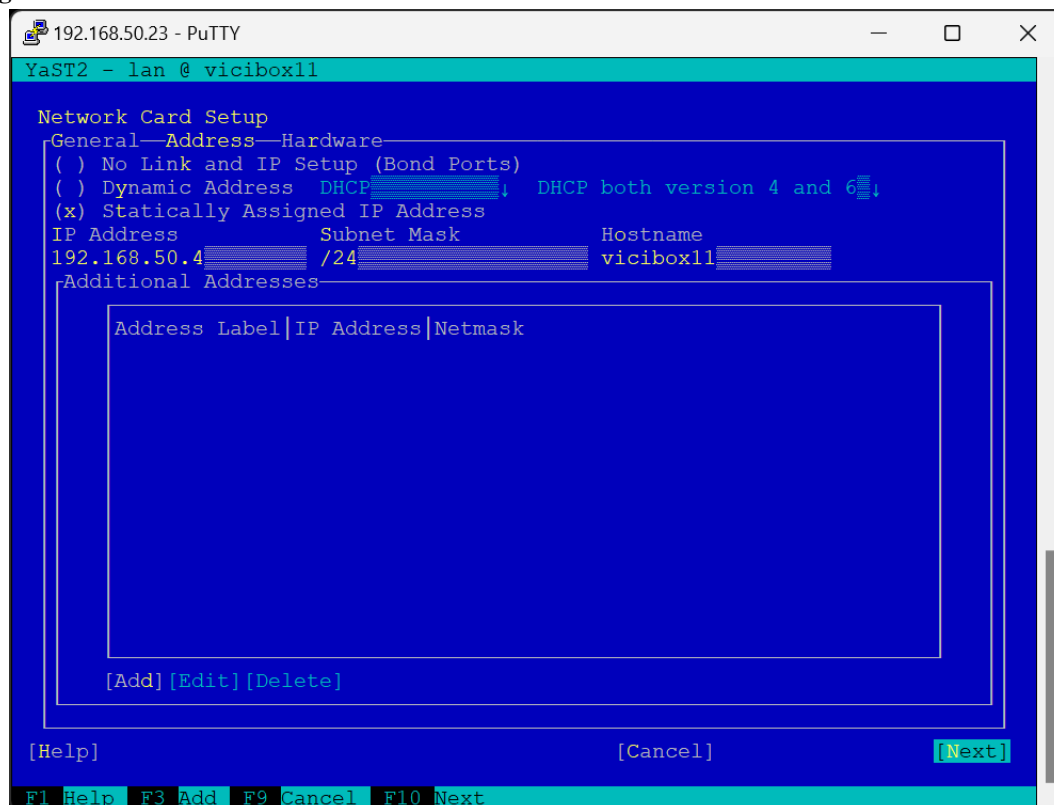 192.168.50.23 - PuTTY
YaST2 - lan @ vicibox11
Network Card Setup
General—Address—Hardware
( ) No Link and IP Setup (Bond Ports)
( ) Dynamic Address DHCP↓ DHCP both version 4 and 6↓
(x) Statically Assigned IP Address
IP Address Subnet Mask Hostname
192.168.50.4 /24 vicibox11
Additional Addresses
Address Label|IP Address|Netmask
[Add][Edit][Delete]
[Help] [Cancel] [Next]
F1 Help F3 Add F9 Cancel F10 Next